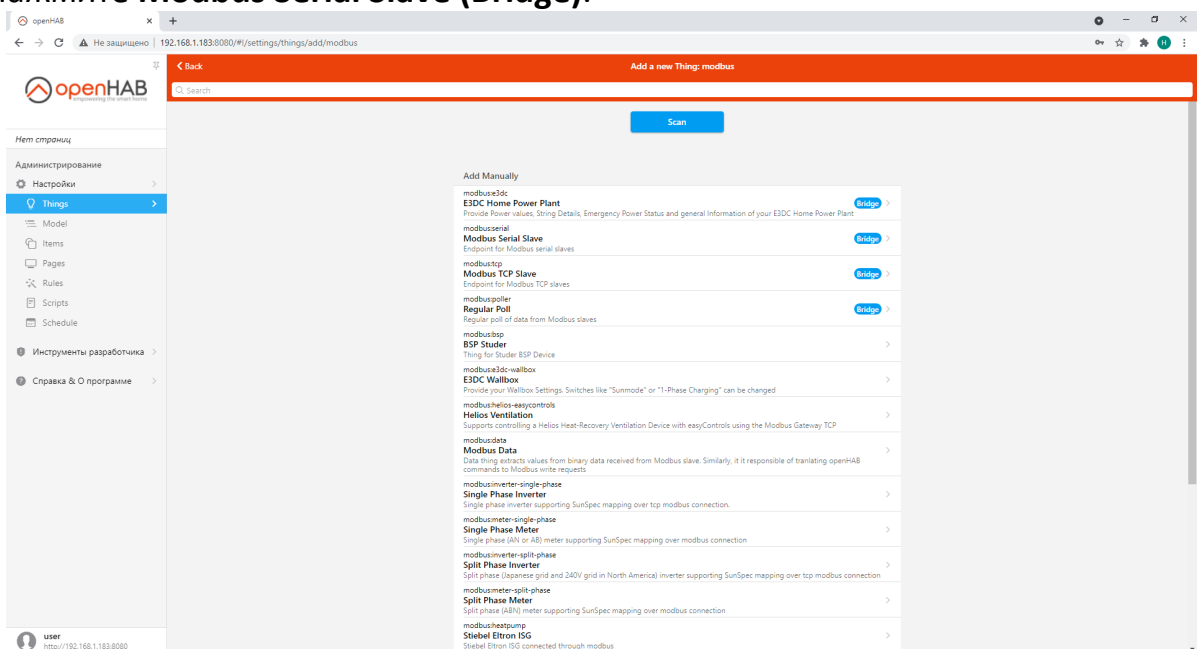 нажмите Modbus Serial Slave (Bridge).
openHAB
Не защищено | 192.168.1.183:8080/#!/settings/things/add/modbus
H
openHAB
empowering the smart home
Back
Add a new Thing: modbus
Search
Scan
Нет страниц
Администрирование
Настройки
Things
Model
Items
Pages
Rules
Scripts
Schedule
Инструменты разработчика
Справка & О программе
user
http://192.168.1.183:8080
Add Manually
modbus:e3dc
E3DC Home Power Plant
Bridge
Provide Power values, String Details, Emergency Power Status and general Information of your E3DC Home Power Plant
modbus:serial
Modbus Serial Slave
Bridge
Endpoint for Modbus serial slaves
modbus:tcp
Modbus TCP Slave
Bridge
Endpoint for Modbus TCP slaves
modbus:poller
Regular Poll
Bridge
Regular poll of data from Modbus slaves
modbus:bsp
BSP Studer
Thing for Studer BSP Device
modbus:e3dc-wallbox
E3DC Wallbox
Provide your Wallbox Settings. Switches like "Sunmode" or "1-Phase Charging" can be changed
modbus:helios-easycontrols
Helios Ventilation
Supports controlling a Helios Heat-Recovery Ventilation Device with easyControls using the Modbus Gateway TCP
modbus:data
Modbus Data
Data thing extracts values from binary data received from Modbus slave. Similarly, it it responsible of tranlating openHAB
commands to Modbus write requests
modbus:inverter-single-phase
Single Phase Inverter
Single phase inverter supporting SunSpec mapping over tcp modbus connection.
modbus:meter-single-phase
Single Phase Meter
Single phase (AN or AB) meter supporting SunSpec mapping over modbus connection
modbus:inverter-split-phase
Split Phase Inverter
Split phase (Japanese grid and 240V grid in North America) inverter supporting SunSpec mapping over tcp modbus connection
modbus:meter-split-phase
Split Phase Meter
Split phase (ABN) meter supporting SunSpec mapping over modbus connection
modbus:heatpump
Stiebel Eltron ISG
Stiebel Eltron ISG connected through modbus